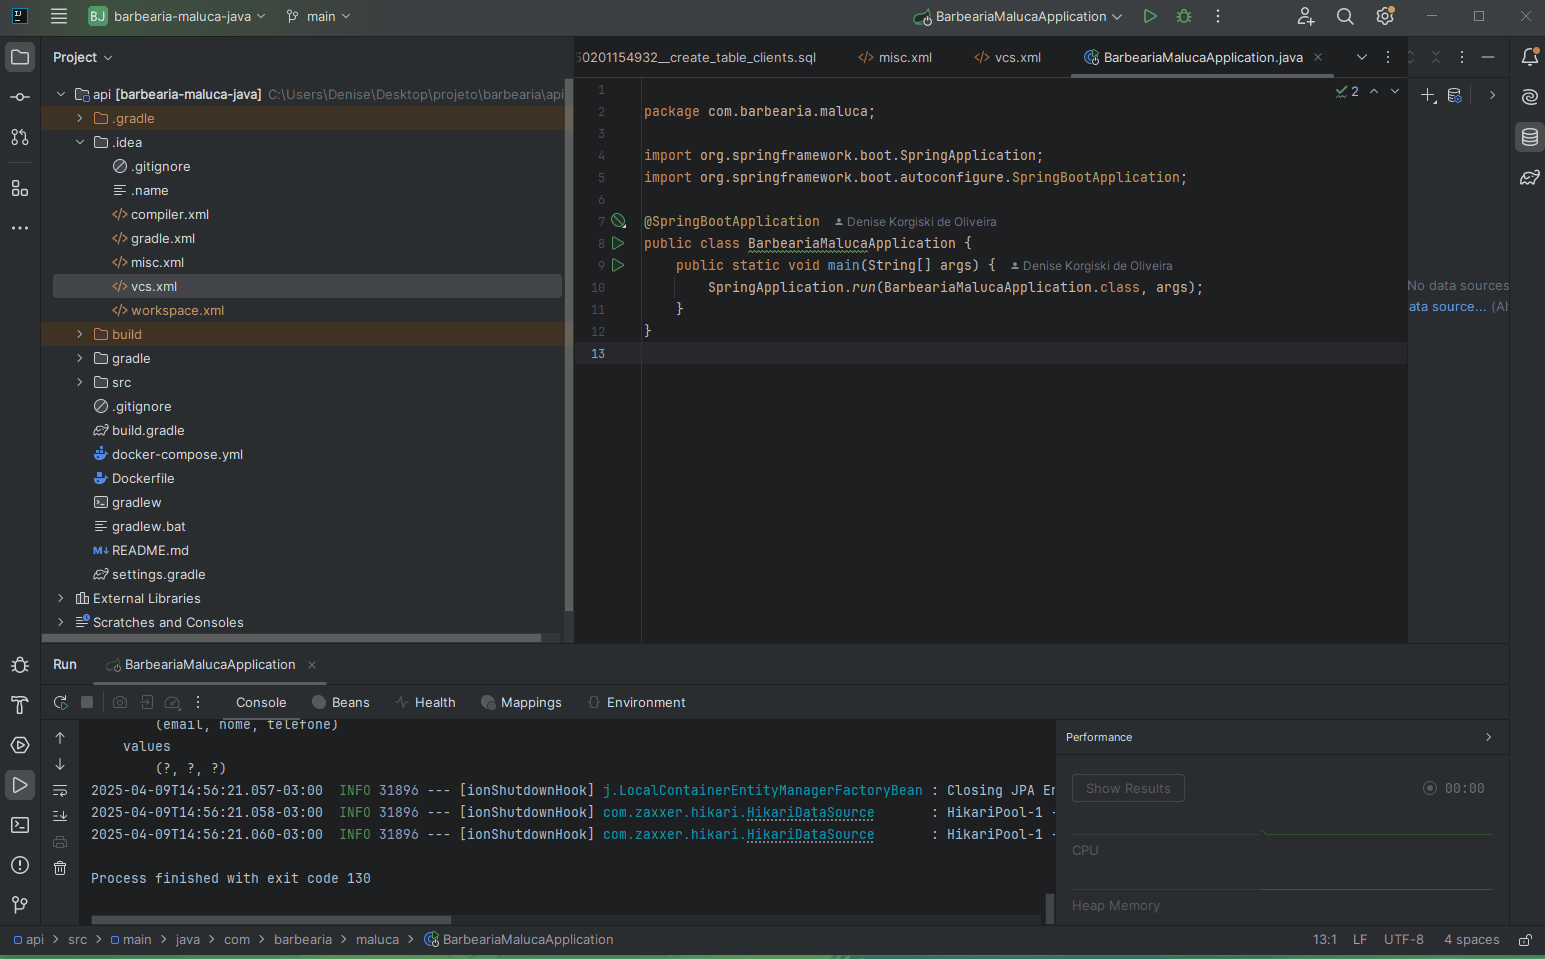 BJ barbearia-maluca-java main BarbeariaMalucaApplication
Project
api [barbearia-maluca-java] C:\Users\Denise\Desktop\projeto\barbearia\api
.gradle
.idea
.gitignore
.name
compiler.xml
gradle.xml
misc.xml
vcs.xml
workspace.xml
build
gradle
src
.gitignore
build.gradle
docker-compose.yml
Dockerfile
gradlew
gradlew.bat
README.md
settings.gradle
External Libraries
Scratches and Consoles
50201154932__create_table_clients.sql misc.xml vcs.xml BarbeariaMalucaApplication.java
2
1
2 package com.barbearia.maluca;
3
4 import org.springframework.boot.SpringApplication;
5 import org.springframework.boot.autoconfigure.SpringBootApplication;
6
7 @SpringBootApplication Denise Korgiski de Oliveira
8 public class BarbeariaMalucaApplication {
9 public static void main(String[] args) { Denise Korgiski de Oliveira
10 SpringApplication.run(BarbeariaMalucaApplication.class, args);
11 }
12 }
13
No data sources
ata source... (Al
Run BarbeariaMalucaApplication
Console Beans Health Mappings Environment
(email, nome, telefone)
values
(?, ?, ?)
2025-04-09T14:56:21.057-03:00 INFO 31896 --- [ionShutdownHook] j.LocalContainerEntityManagerFactoryBean : Closing JPA En
2025-04-09T14:56:21.058-03:00 INFO 31896 --- [ionShutdownHook] com.zaxxer.hikari.HikariDataSource : HikariPool-1 -
2025-04-09T14:56:21.060-03:00 INFO 31896 --- [ionShutdownHook] com.zaxxer.hikari.HikariDataSource : HikariPool-1 -
Process finished with exit code 130
Performance
Show Results 00:00
CPU
Heap Memory
api > src > main > java > com > barbearia > maluca > BarbeariaMalucaApplication
13:1 LF UTF-8 4 spaces